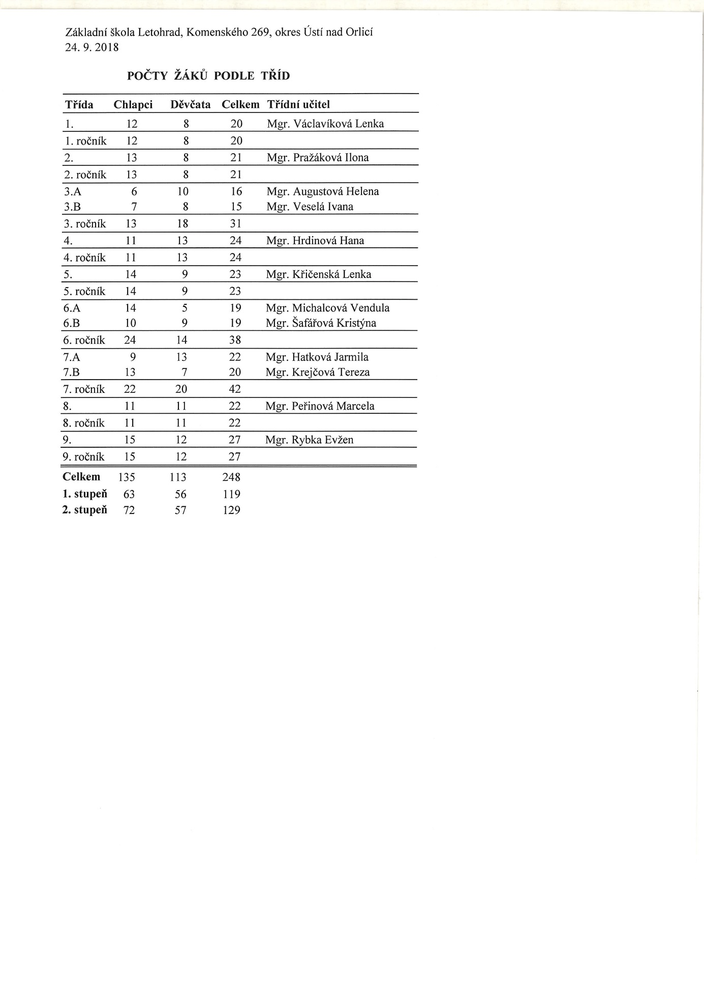 Základní škola Letohrad, Komenského 269, okres Ústí nad Orlicí
24. 9. 2018
POČTY ŽÁKŮ PODLE TŘÍD
Třída Chlapci Děvčata Celkem Třídní učitel
1. 12 8 20 Mgr. Václavíková Lenka
1. ročník 12 8 20
2. 13 8 21 Mgr. Pražáková Ilona
2. ročník 13 8 21
3.A 6 10 16 Mgr. Augustová Helena
3.B 7 8 15 Mgr. Veselá Ivana
3. ročník 13 18 31
4. 11 13 24 Mgr. Hrdinová Hana
4. ročník 11 13 24
5. 14 9 23 Mgr. Křičenská Lenka
5. ročník 14 9 23
6.A 14 5 19 Mgr. Michalcová Vendula
6.B 10 9 19 Mgr. Šafářová Kristýna
6. ročník 24 14 38
7.A 9 13 22 Mgr. Hatková Jarmila
7.B 13 7 20 Mgr. Krejčová Tereza
7. ročník 22 20 42
8. 11 11 22 Mgr. Peřinová Marcela
8. ročník 11 11 22
9. 15 12 27 Mgr. Rybka Evžen
9. ročník 15 12 27
Celkem 135 113 248
1. stupeň 63 56 119
2. stupeň 72 57 129